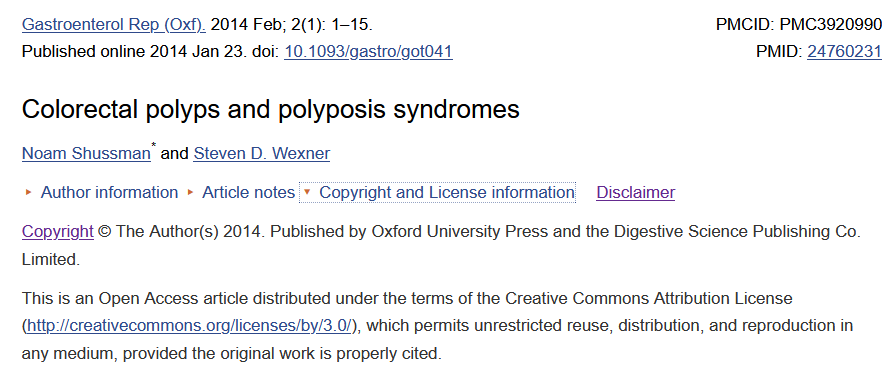 Gastroenterol Rep (Oxf). 2014 Feb; 2(1): 1–15.
PMCID: PMC3920990
Published online 2014 Jan 23. doi: 10.1093/gastro/got041
PMID: 24760231
Colorectal polyps and polyposis syndromes
Noam Shussman* and Steven D. Wexner
Author information Article notes Copyright and License information Disclaimer
Copyright © The Author(s) 2014. Published by Oxford University Press and the Digestive Science Publishing Co.
Limited.
This is an Open Access article distributed under the terms of the Creative Commons Attribution License
(http://creativecommons.org/licenses/by/3.0/), which permits unrestricted reuse, distribution, and reproduction in
any medium, provided the original work is properly cited.